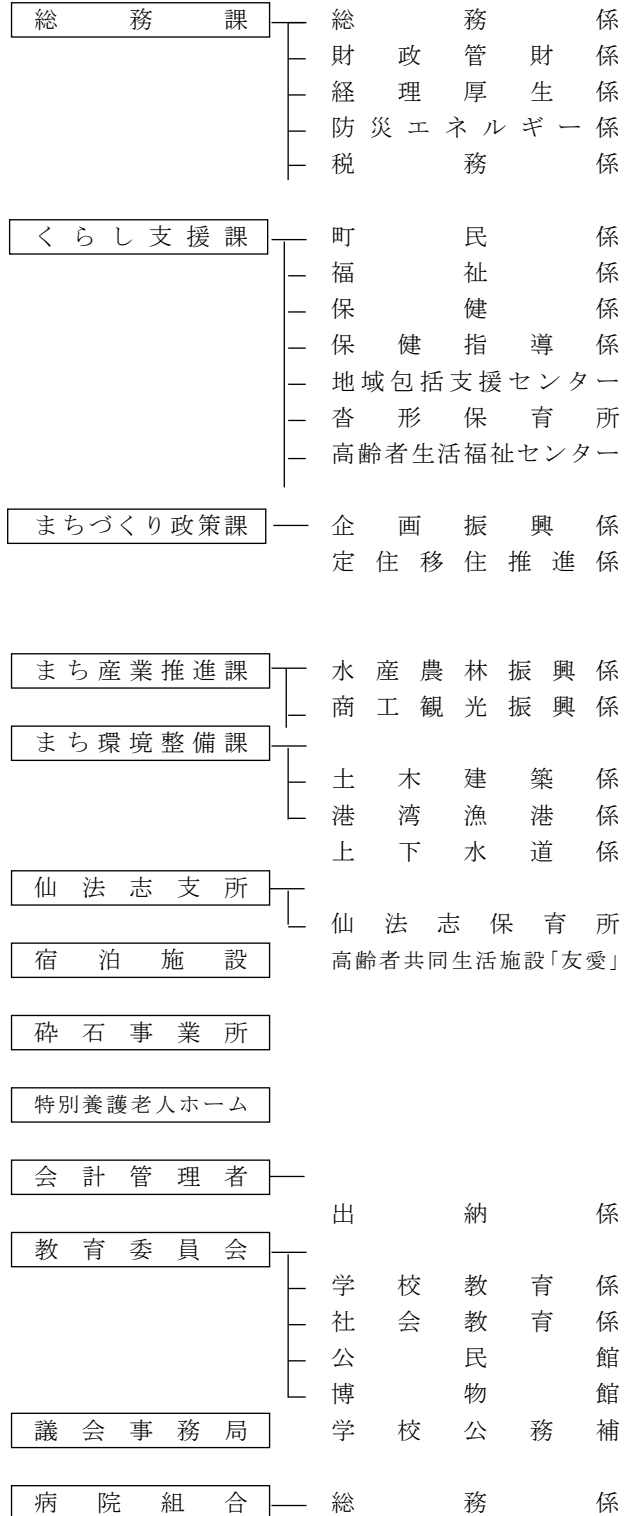 総務課 総務係
財政管財係
経理厚生係
防災エネルギー係
税務係
くらし支援課 町民係
福祉係
保健係
保健指導係
地域包括支援センター
沓形保育所
高齢者生活福祉センター
まちづくり政策課 企画振興係
定住移住推進係
まち産業推進課 水産農林振興係
商工観光振興係
まち環境整備課
土木建築係
港湾漁港係
上下水道係
仙法志支所
仙法志保育所
宿泊施設 高齢者共同生活施設「友愛」
砕石事業所
特別養護老人ホーム
会計管理者
出納係
教育委員会
学校教育係
社会教育係
公民館
博物館
議会事務局 学校公務補
病院組合 総務係